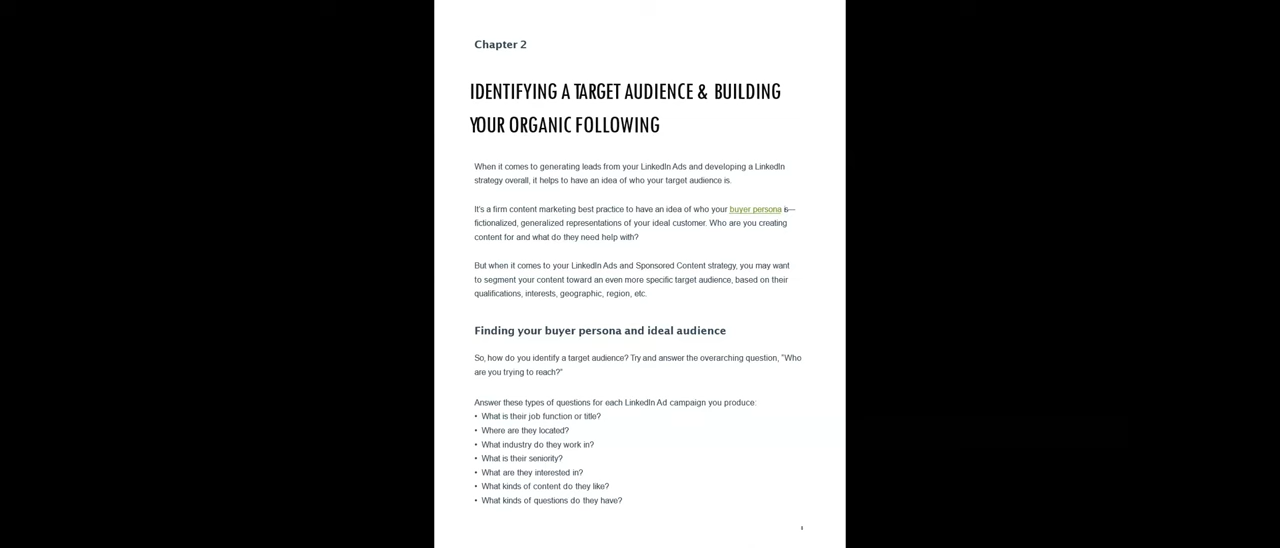 Chapter 2
IDENTIFYING A TARGET AUDIENCE & BUILDING
YOUR ORGANIC FOLLOWING
When it comes to generating leads from your LinkedIn Ads and developing a LinkedIn
strategy overall, it helps to have an idea of who your target audience is.
It's a firm content marketing best practice to have an idea of who your buyer persona is—
fictionalized, generalized representations of your ideal customer. Who are you creating
content for and what do they need help with?
But when it comes to your LinkedIn Ads and Sponsored Content strategy, you may want
to segment your content toward an even more specific target audience, based on their
qualifications, interests, geographic, region, etc.
Finding your buyer persona and ideal audience
So, how do you identify a target audience? Try and answer the overarching question, "Who
are you trying to reach?"
Answer these types of questions for each LinkedIn Ad campaign you produce:
• What is their job function or title?
• Where are they located?
• What industry do they work in?
• What is their seniority?
• What are they interested in?
• What kinds of content do they like?
• What kinds of questions do they have?